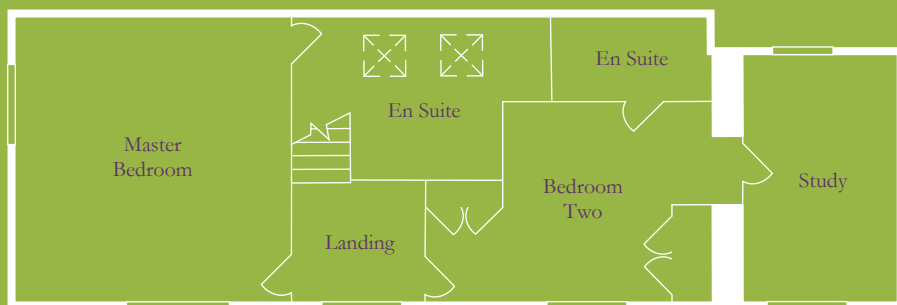 En Suite
En Suite
Master
Bedroom
Bedroom
Two
Study
Landing